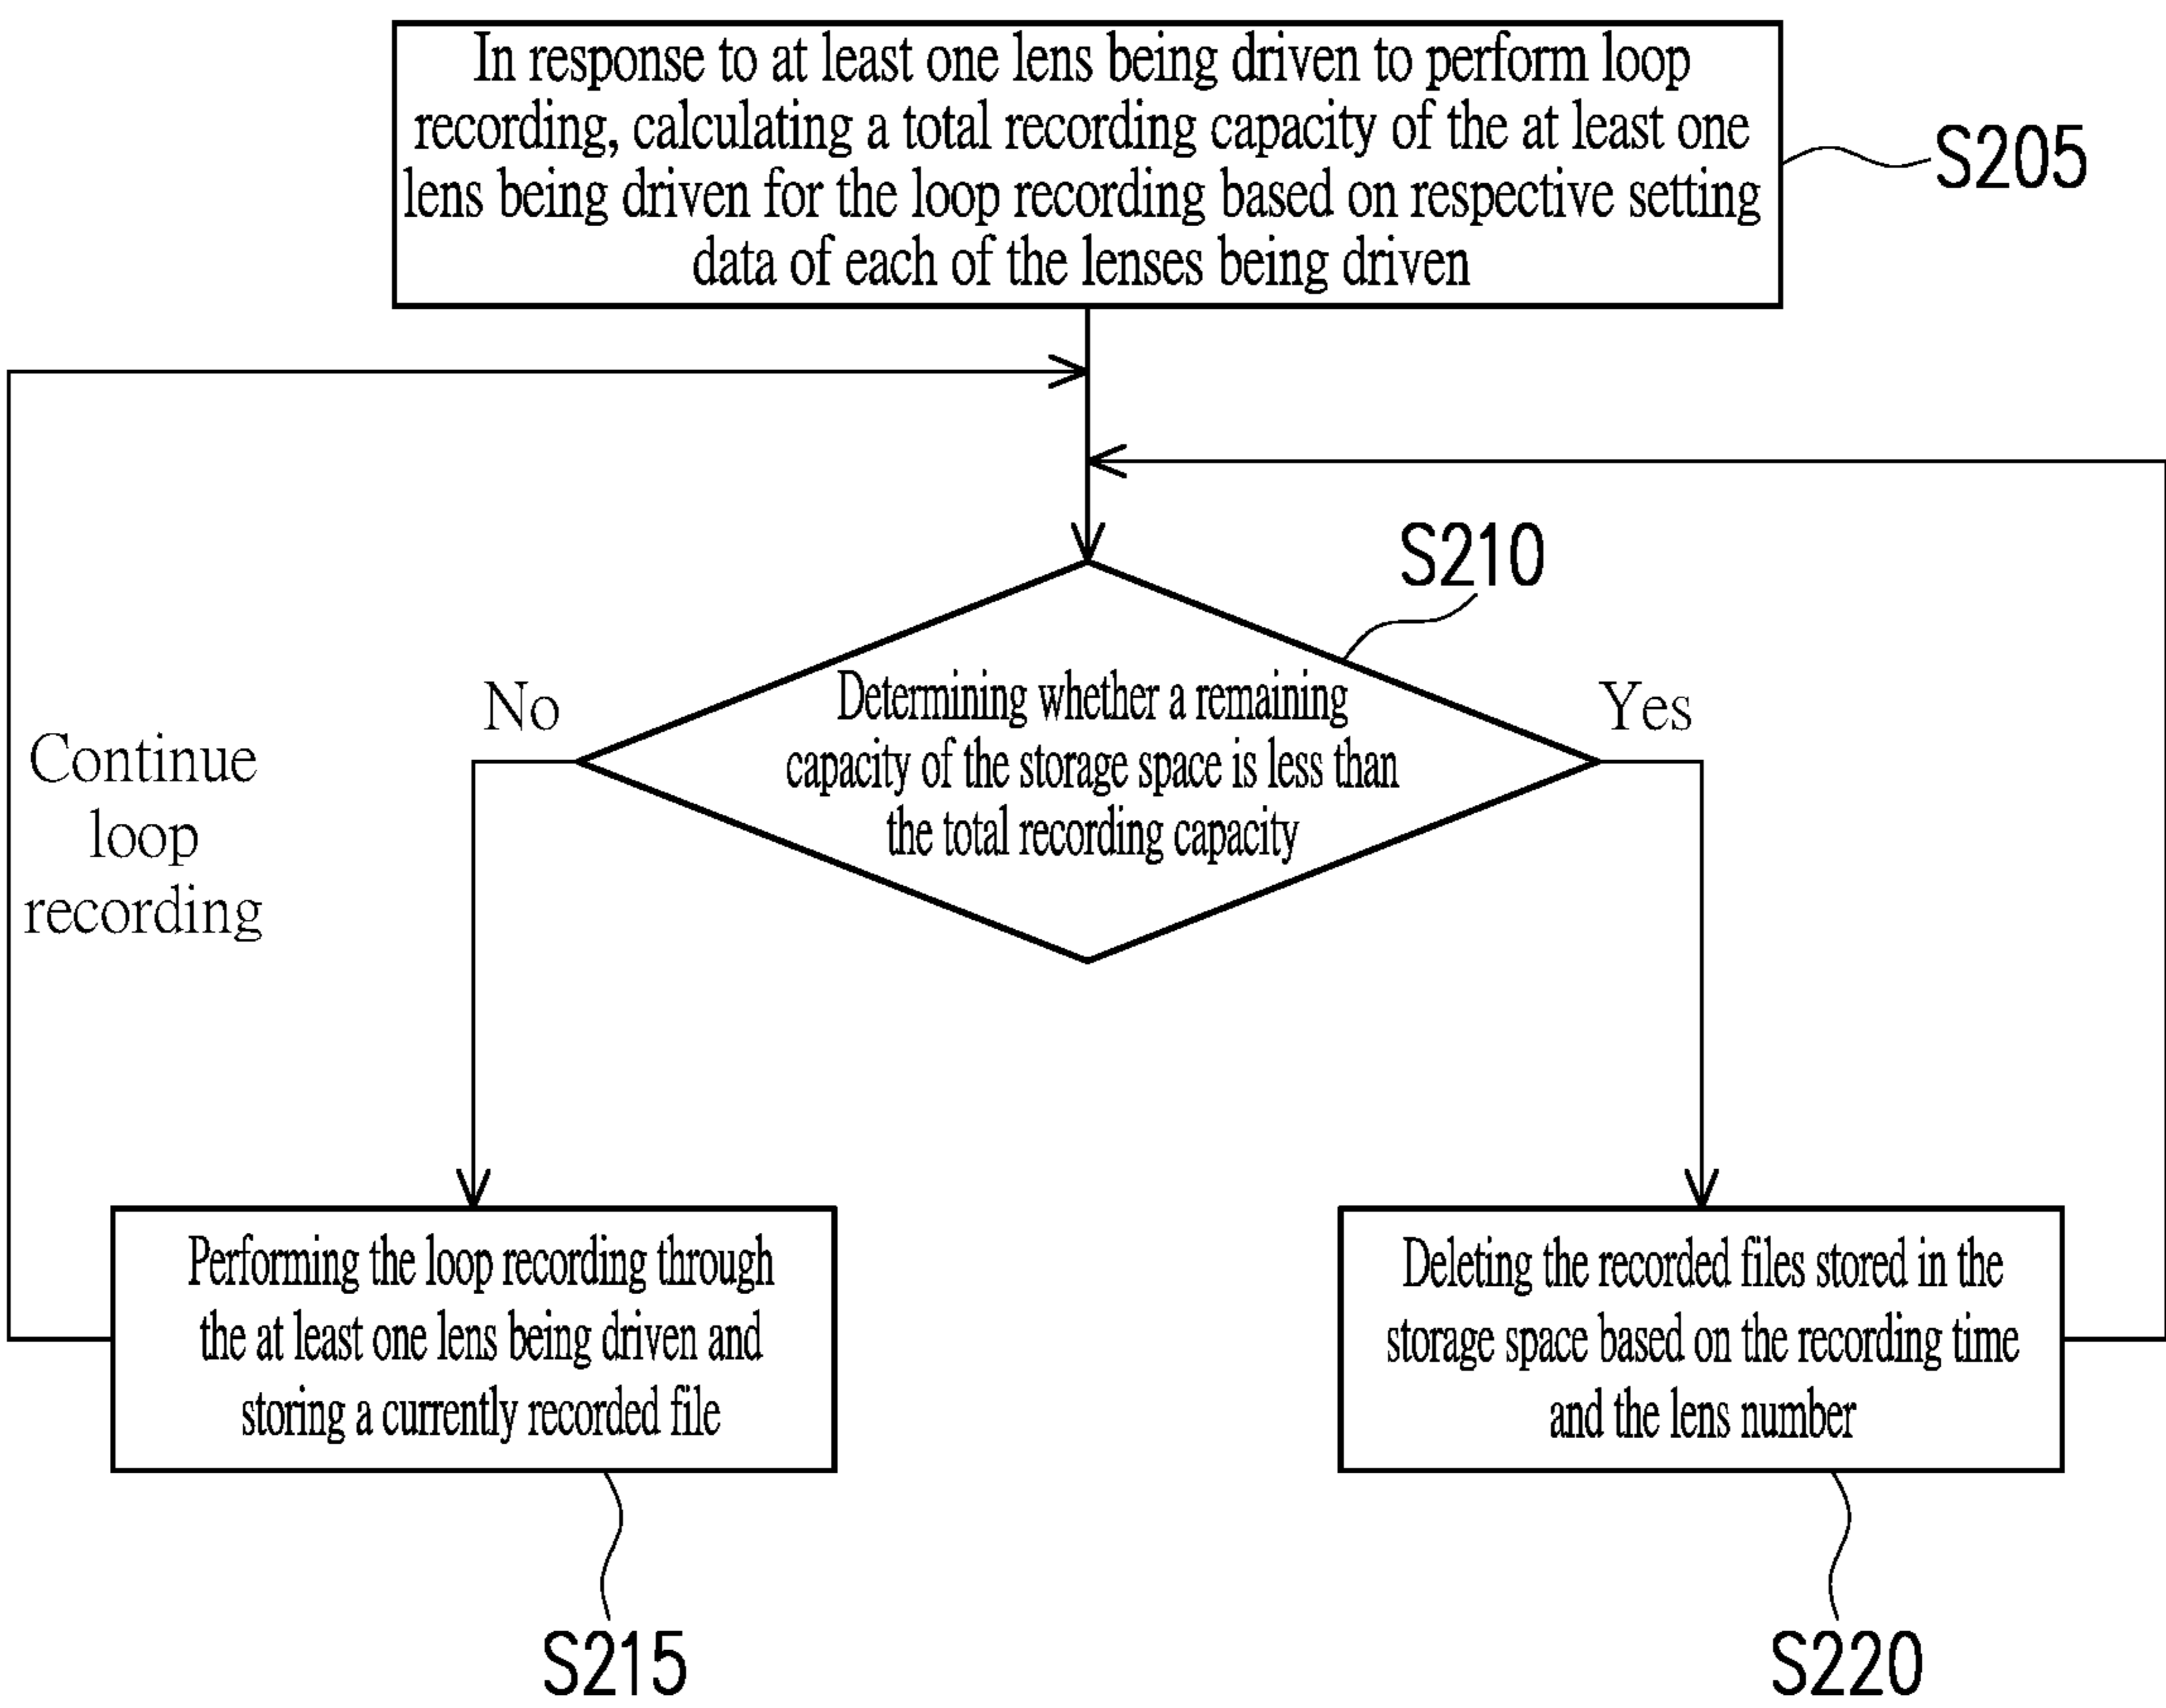 In response to at least one lens being driven to perform loop
recording, calculating a total recording capacity of the at least one
lens being driven for the loop recording based on respective setting
data of each of the lenses being driven
S205
S210
Determining whether a remaining
capacity of the storage space is less than
the total recording capacity
No
Yes
Continue
loop
recording
Performing the loop recording through
the at least one lens being driven and
storing a currently recorded file
S215
Deleting the recorded files stored in the
storage space based on the recording time
and the lens number
S220